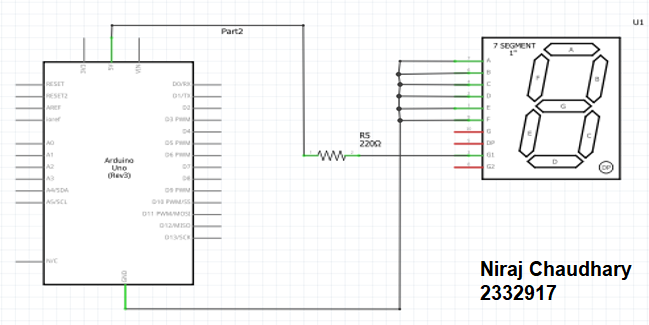 Part2
U1
3V3
5V
VIN
RESET
RESET2
AREF
ioref
A0
A1
A2
A3
A4/SDA
A5/SCL
N/C
Arduino
Uno
(Rev3)
D0/RX
D1/TX
D2
D3 PWM
D4
D5 PWM
D6 PWM
D7
D8
D9 PWM
D10 PWM/SS
D11 PWM/MOSI
D12/MISO
D13/SCK
GND
R5
220Ω
7 SEGMENT
1"
A
B
C
D
E
F
G
DP
G1
G2
A
F
B
G
E
C
D
DP
Niraj Chaudhary
2332917